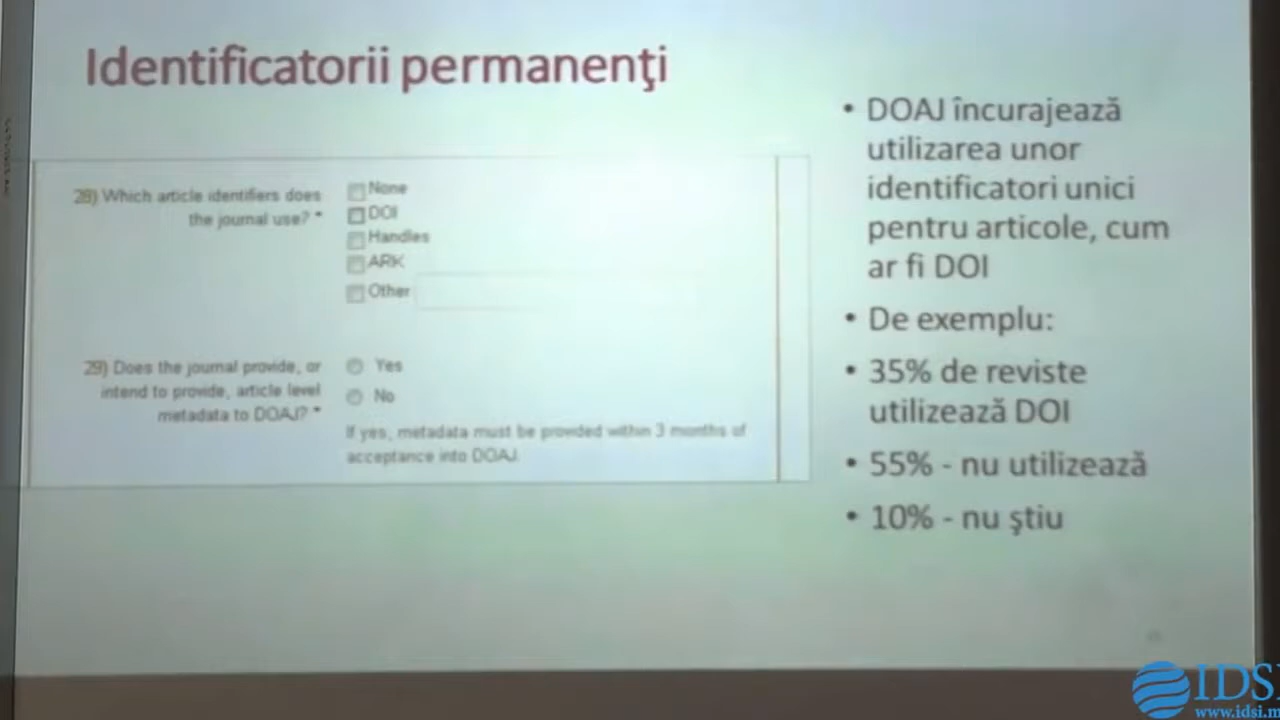 Identificatorii permanenţi
28) Which article identifiers does
the journal use? *
None
DOI
Handles
ARK
Other
29) Does the journal provide, or
intend to provide, article level
metadata to DOAJ? *
Yes
No
If yes, metadata must be provided within 3 months of
acceptance into DOAJ.
• DOAJ încurajează
utilizarea unor
identificatori unici
pentru articole, cum
ar fi DOI
• De exemplu:
• 35% de reviste
utilizează DOI
• 55% - nu utilizează
• 10% - nu ştiu
IDSI
www.idsi.m